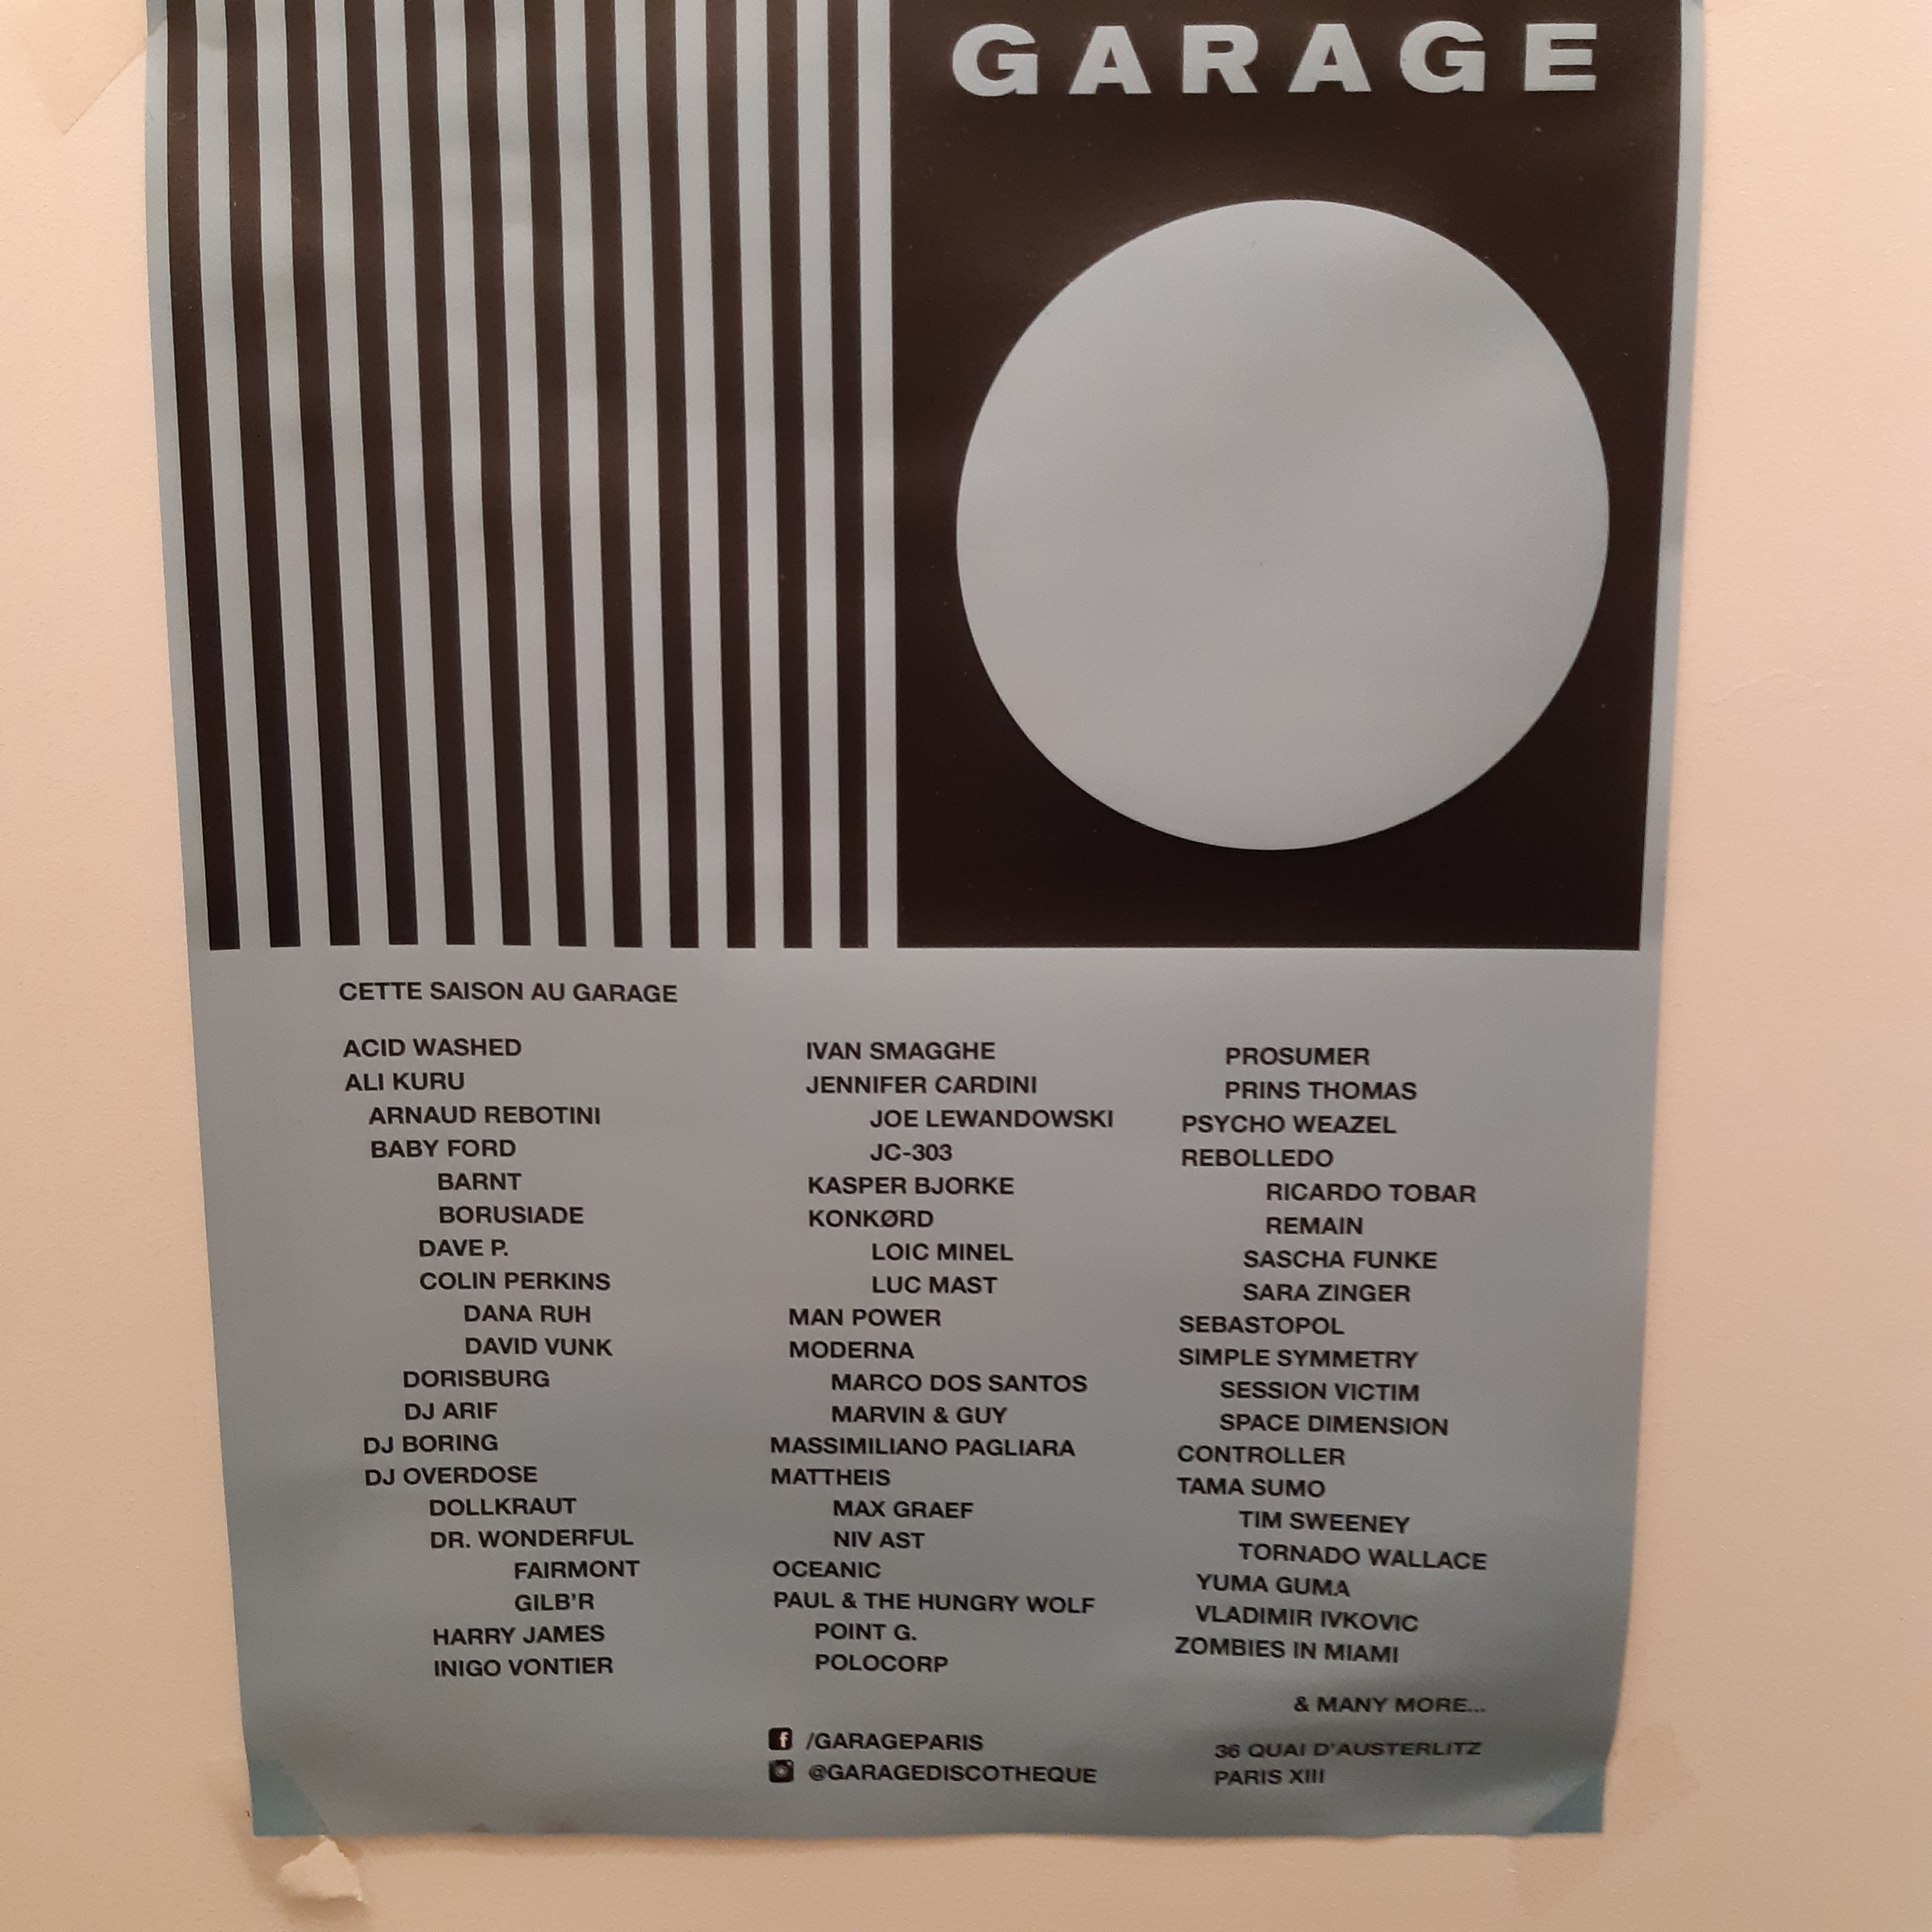 GARAGE
CETTE SAISON AU GARAGE
ACID WASHED
ALI KURU
ARNAUD REBOTINI
BABY FORD
BARNT
BORUSIADE
DAVE P.
COLIN PERKINS
DANA RUH
DAVID VUNK
DORISBURG
DJ ARIF
DJ BORING
DJ OVERDOSE
DOLLKRAUT
DR. WONDERFUL
FAIRMONT
GILB'R
HARRY JAMES
INIGO VONTIER
IVAN SMAGGHE
JENNIFER CARDINI
JOE LEWANDOWSKI
JC-303
KASPER BJORKE
KONKØRD
LOIC MINEL
LUC MAST
MAN POWER
MODERNA
MARCO DOS SANTOS
MARVIN & GUY
MASSIMILIANO PAGLIARA
MATTHEIS
MAX GRAEF
NIV AST
OCEANIC
PAUL & THE HUNGRY WOLF
POINT G.
POLOCORP
PROSUMER
PRINS THOMAS
PSYCHO WEAZEL
REBOLLEDO
RICARDO TOBAR
REMAIN
SASCHA FUNKE
SARA ZINGER
SEBASTOPOL
SIMPLE SYMMETRY
SESSION VICTIM
SPACE DIMENSION
CONTROLLER
TAMA SUMO
TIM SWEENEY
TORNADO WALLACE
YUMA GUMA
VLADIMIR IVKOVIC
ZOMBIES IN MIAMI
& MANY MORE...
/GARAGEPARIS
@GARAGEDISCOTHEQUE
36 QUAI D'AUSTERLITZ
PARIS XIII